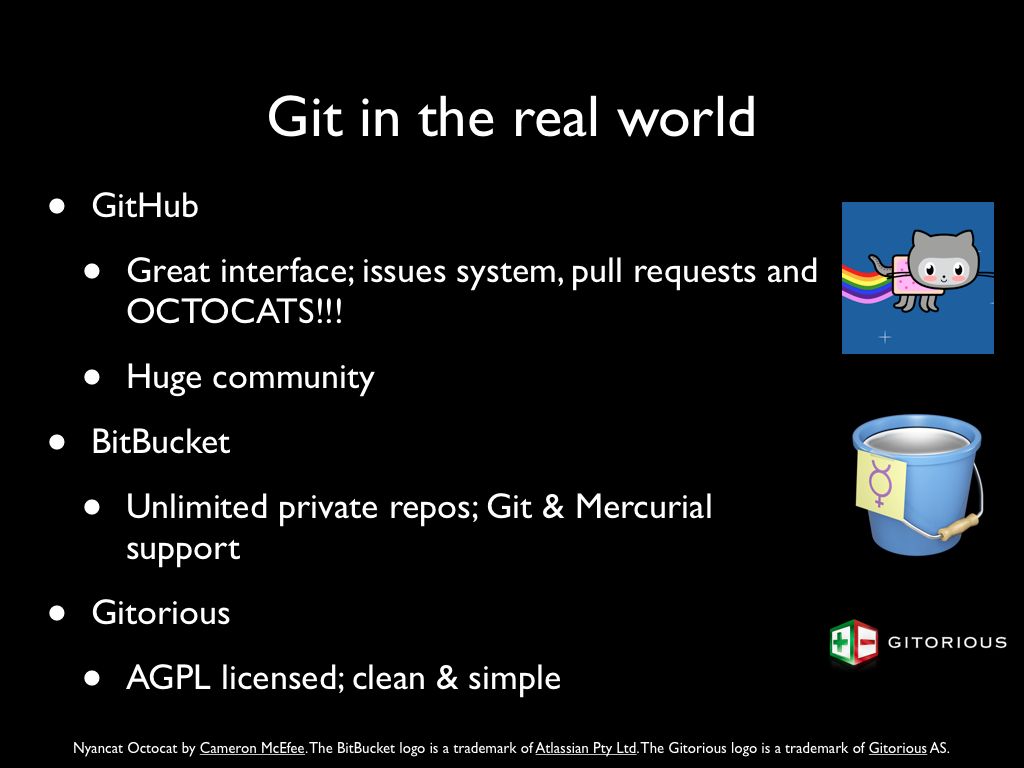 Git in the real world
• GitHub
• Great interface; issues system, pull requests and
OCTOCATS!!!
• Huge community
• BitBucket
• Unlimited private repos; Git & Mercurial
support
• Gitorious
• AGPL licensed; clean & simple
GITORIOUS
Nyancat Octocat by Cameron McEfee. The BitBucket logo is a trademark of Atlassian Pty Ltd. The Gitorious logo is a trademark of Gitorious AS.